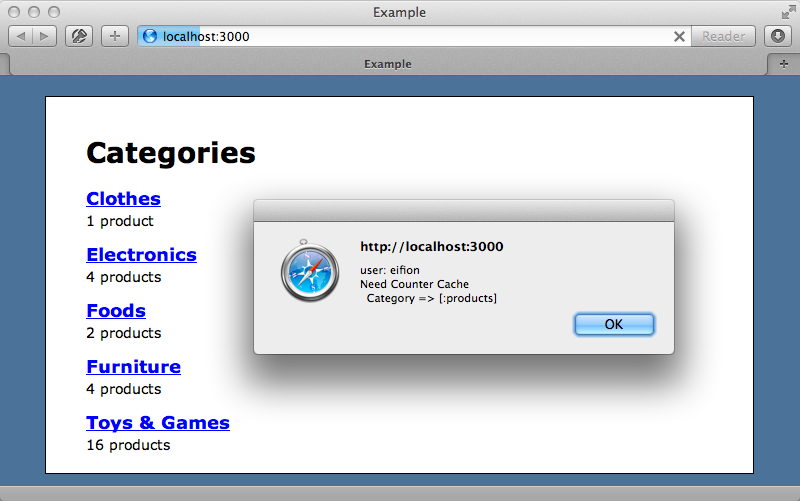 Example
localhost:3000
Reader
Example
Categories
Clothes
1 product
Electronics
4 products
Foods
2 products
Furniture
4 products
Toys & Games
16 products
http://localhost:3000
user: eifion
Need Counter Cache
Category => [:products]
OK